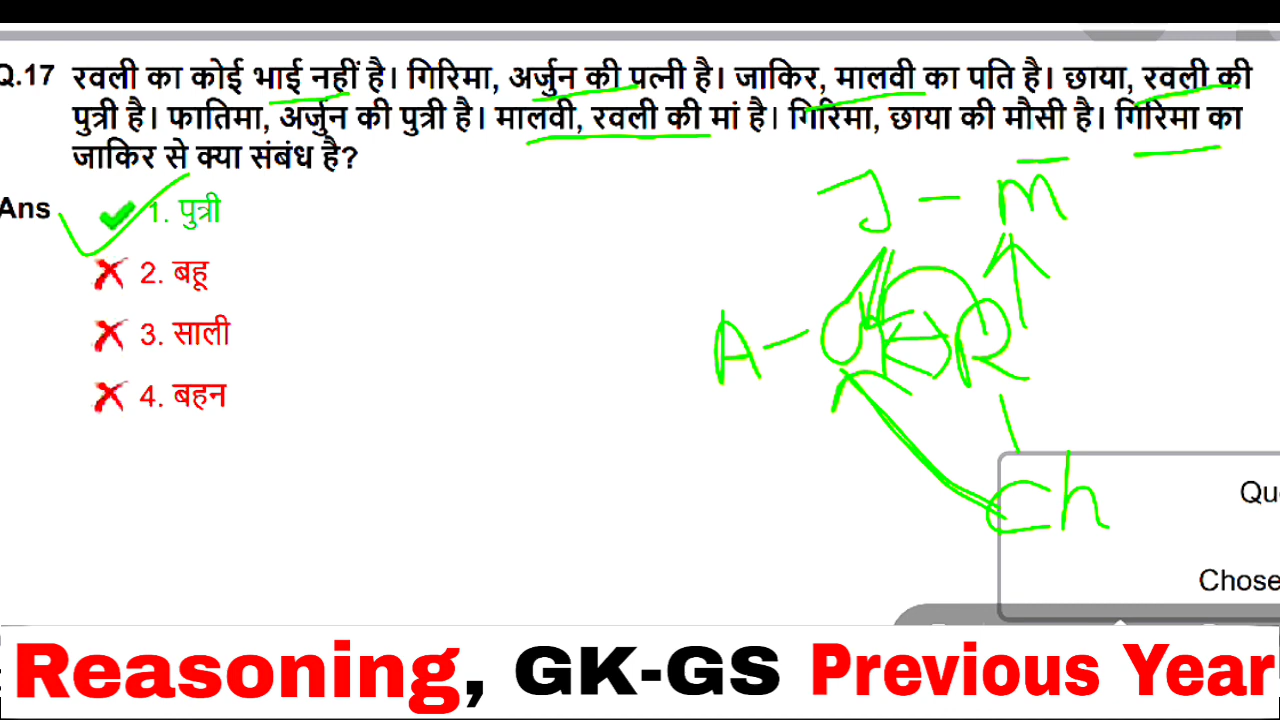 Q.17 रवली का कोई भाई नहीं है। गिरिमा, अर्जुन की पत्नी है। जाकिर, मालवी का पति है। छाया, रवली की
पुत्री है। फातिमा, अर्जुन की पुत्री है। मालवी, रवली की मां है। गिरिमा, छाया की मौसी है। गिरिमा का
जाकिर से क्या संबंध है?
Ans 1. पुत्री
2. बहू
3. साली
4. बहन
J - m
A - G R
Ch
Qu
Chose
Reasoning, GK-GS Previous Year